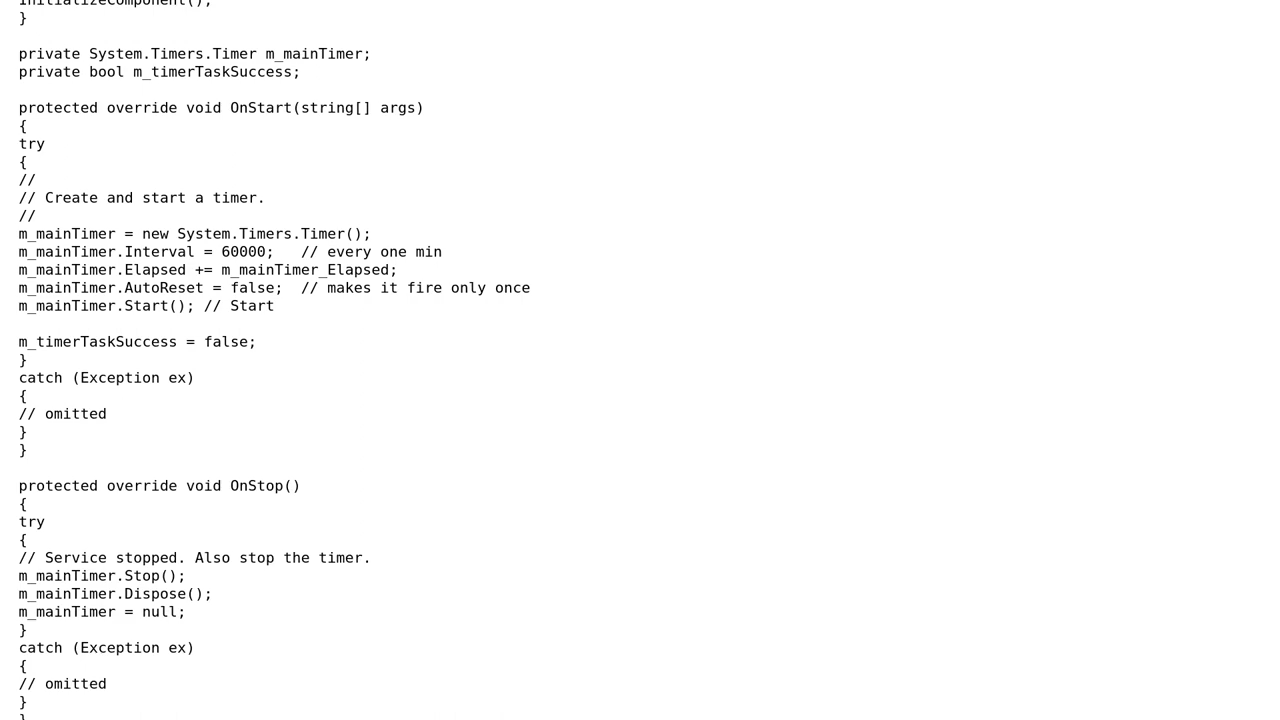 InitializeComponent();
}
private System.Timers.Timer m_mainTimer;
private bool m_timerTaskSuccess;
protected override void OnStart(string[] args)
{
try
{
//
// Create and start a timer.
//
m_mainTimer = new System.Timers.Timer();
m_mainTimer.Interval = 60000;   // every one min
m_mainTimer.Elapsed += m_mainTimer_Elapsed;
m_mainTimer.AutoReset = false;  // makes it fire only once
m_mainTimer.Start(); // Start
m_timerTaskSuccess = false;
}
catch (Exception ex)
{
// omitted
}
}
protected override void OnStop()
{
try
{
// Service stopped. Also stop the timer.
m_mainTimer.Stop();
m_mainTimer.Dispose();
m_mainTimer = null;
}
catch (Exception ex)
{
// omitted
}
}